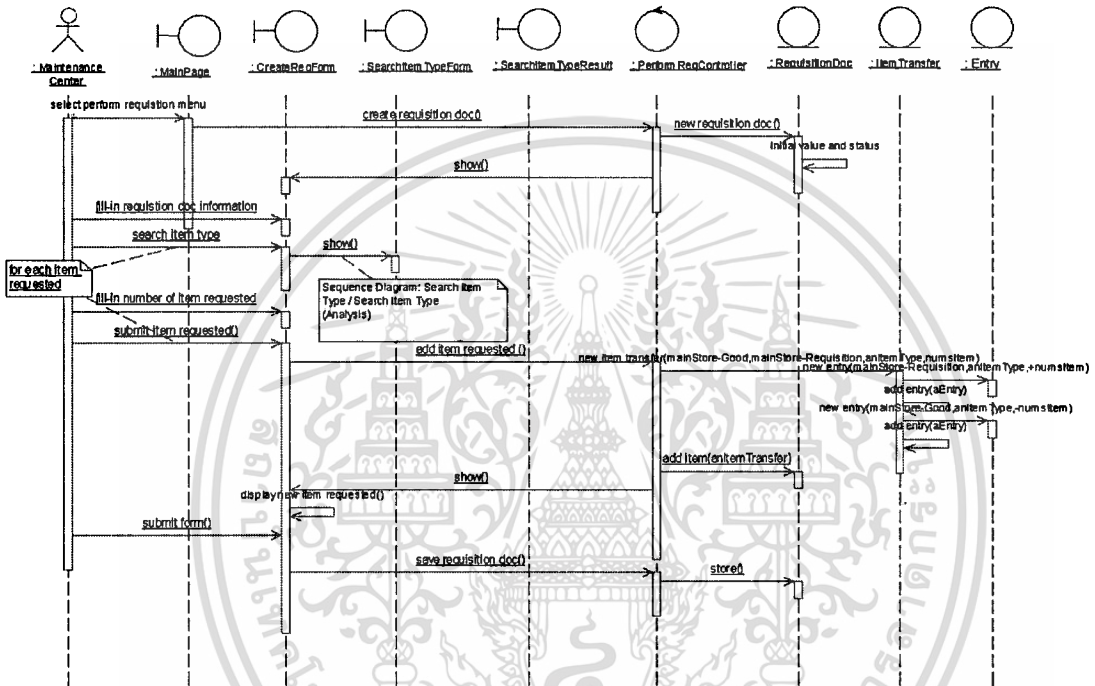 : Maintenance
Center
: MainPage
: CreateReqForm
: SearchItem TypeForm
: SearchItem TypeResult
: Perform ReqController
: RequisitionDoc
: ItemTransfer
: Entry
select perform requistion menu
create requisition doc()
new requisition doc()
initial value and status
show()
fill-in requistion doc information
search item type
show()
for each item
requested
Sequence Diagram: Search Item
Type / Search Item Type
(Analysis)
fill-in number of item requested
submit item requested()
add item requested ()
new item transfer(mainStore-Good,mainStore-Requisition,anItemType,numsItem)
new entry(mainStore-Requisition,anItemType,+numsItem)
add entry(aEntry)
new entry(mainStore-Good,anItemType,-numsItem)
add entry(aEntry)
add item(anItemTransfer)
show()
display new item requested()
submit form()
save requisition doc()
store()